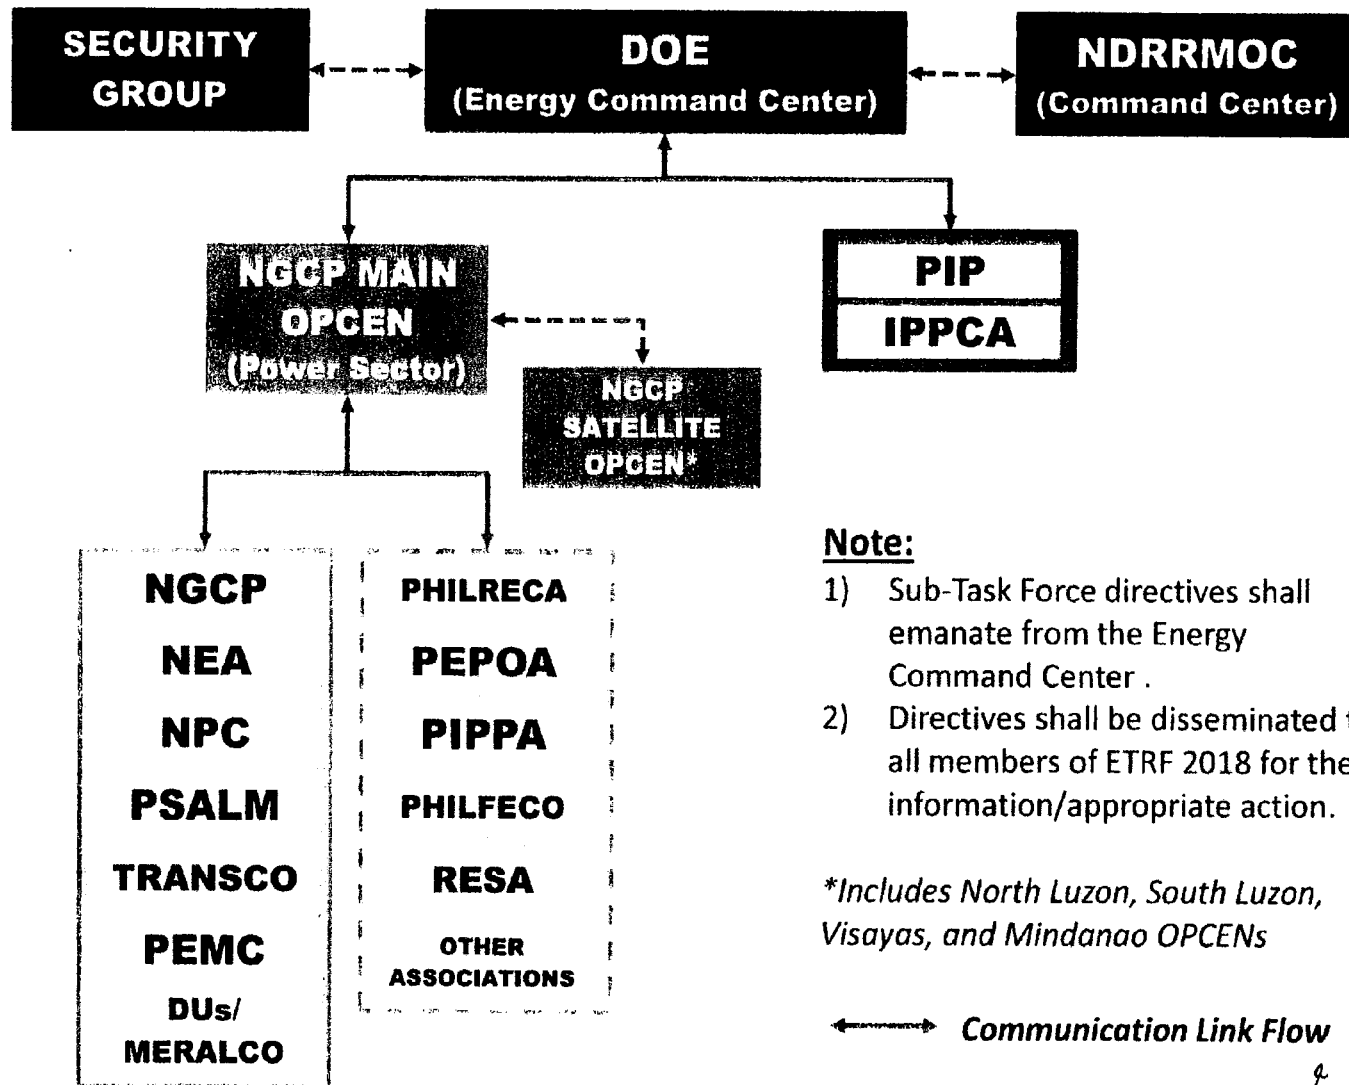 SECURITY
GROUP
DOE
(Energy Command Center)
NDRRMOC
(Command Center)
NGCP MAIN
OPCEN
(Power Sector)
PIP
IPPCA
NGCP
SATELLITE
OPCEN*
NGCP
NEA
NPC
PSALM
TRANSCO
PEMC
DUs/
MERALCO
PHILRECA
PEPOA
PIPPA
PHILFECO
RESA
OTHER
ASSOCIATIONS
Note:
1) Sub-Task Force directives shall
emanate from the Energy
Command Center .
2) Directives shall be disseminated
all members of ETRF 2018 for
information/appropriate action.
*Includes North Luzon, South Luzon,
Visayas, and Mindanao OPCENs
Communication Link Flow